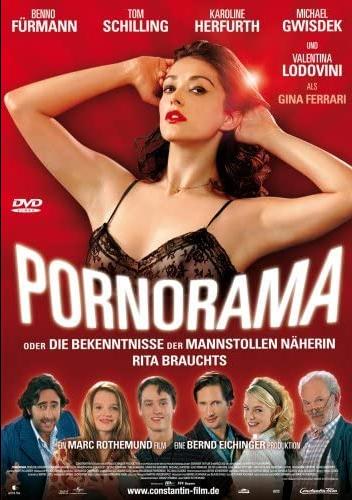 BENNO FÜRMANN
TOM SCHILLING
KAROLINE HERFURTH
MICHAEL GWISDEK
UND
VALENTINA LODOVINI
ALS
GINA FERRARI
DVD
VIDEO
PORNORAMA
ODER DIE BEKENNTNISSE DER MANNSTOLLEN NÄHERIN
RITA BRAUCHTS
EIN MARC ROTHEMUND FILM EINE BERND EICHINGER PRODUKTION
www.constantin-film.de